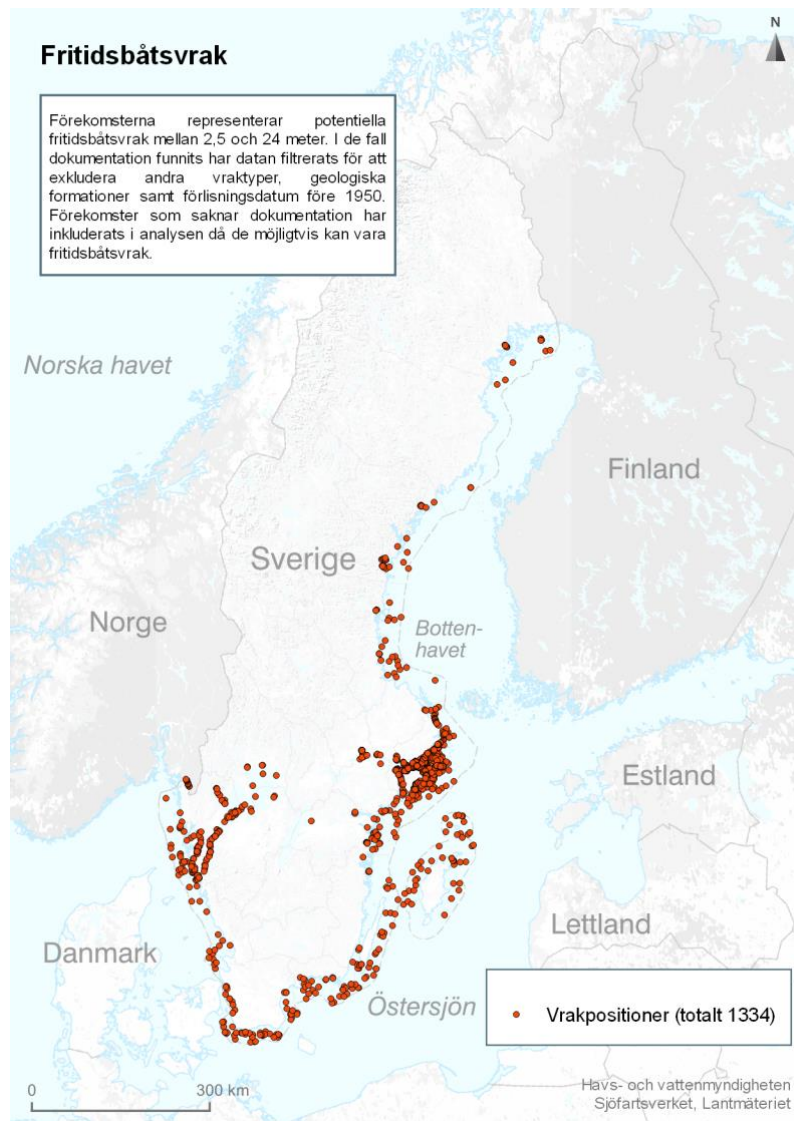 N
Fritidsbåtsvrak
Förekomsterna representerar potentiella
fritidsbåtsvrak mellan 2,5 och 24 meter. I de fall
dokumentation funnits har datan filtrerats för att
exkludera andra vraktyper, geologiska
formationer samt förlisningsdatum före 1950.
Förekomster som saknar dokumentation har
inkluderats i analysen då de möjligtvis kan vara
fritidsbåtsvrak.
Norska havet
Finland
Sverige
Norge
Botten-
havet
Estland
Lettland
Danmark
Östersjön
Vrakpositioner (totalt 1334)
0 300 km
Havs- och vattenmyndigheten
Sjöfartsverket, Lantmäteriet